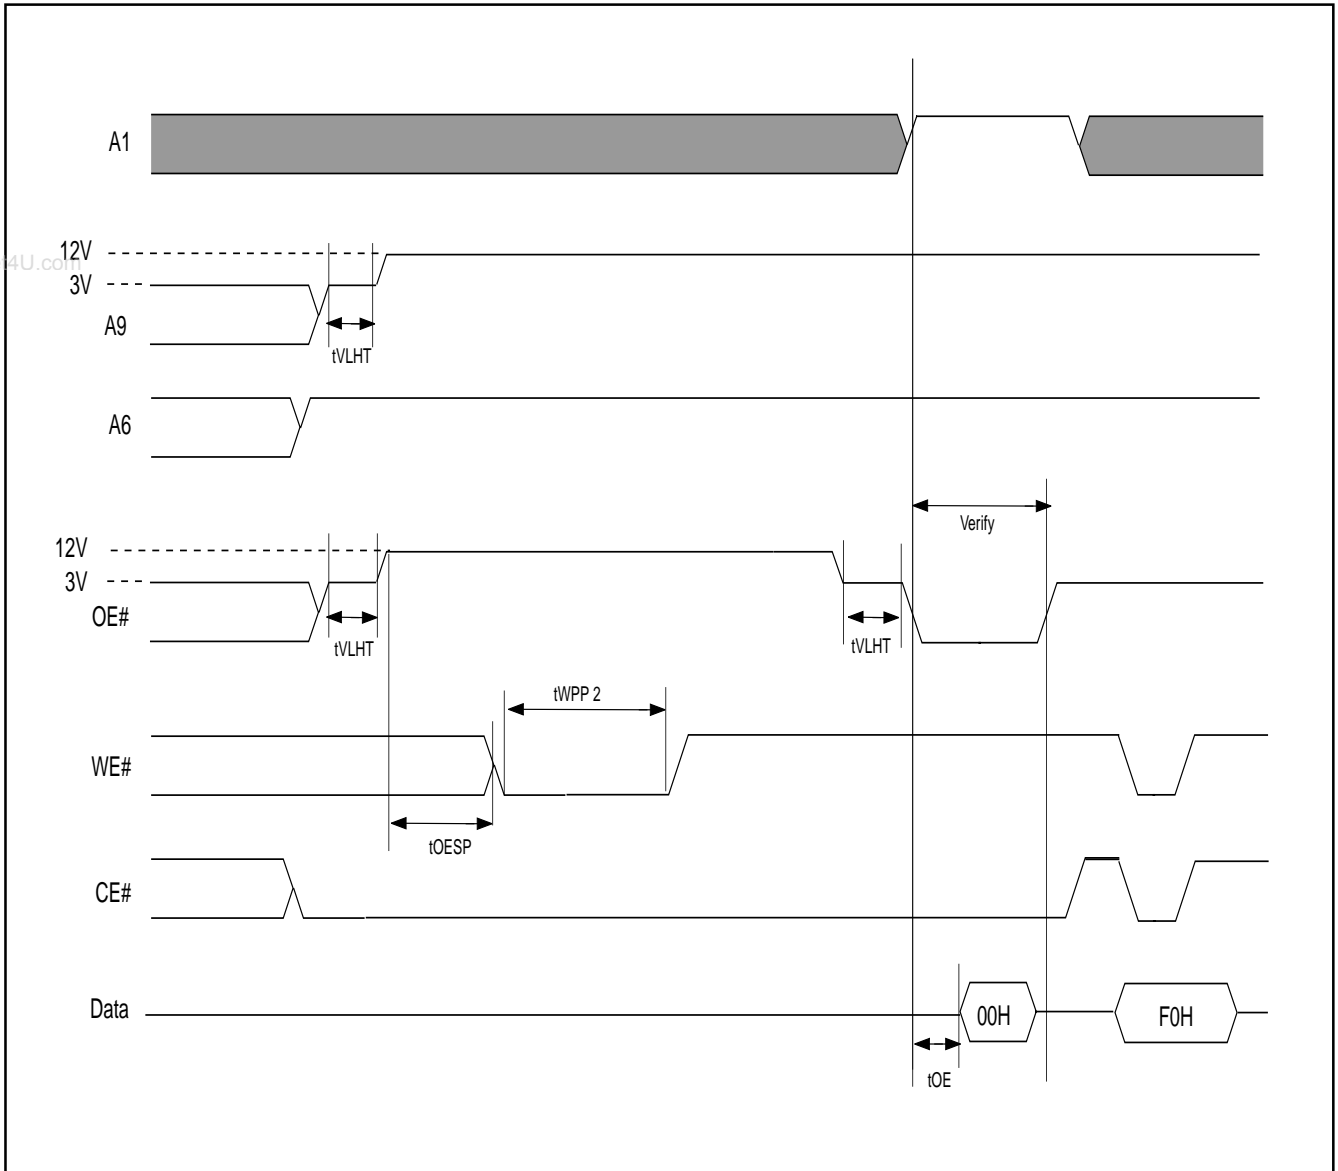 A1
12V
t4U.com
3V
A9
tVLHT
A6
Verify
12V
3V
OE#
tVLHT
tVLHT
tWPP 2
WE#
tOESP
CE#
Data
00H
F0H
tOE